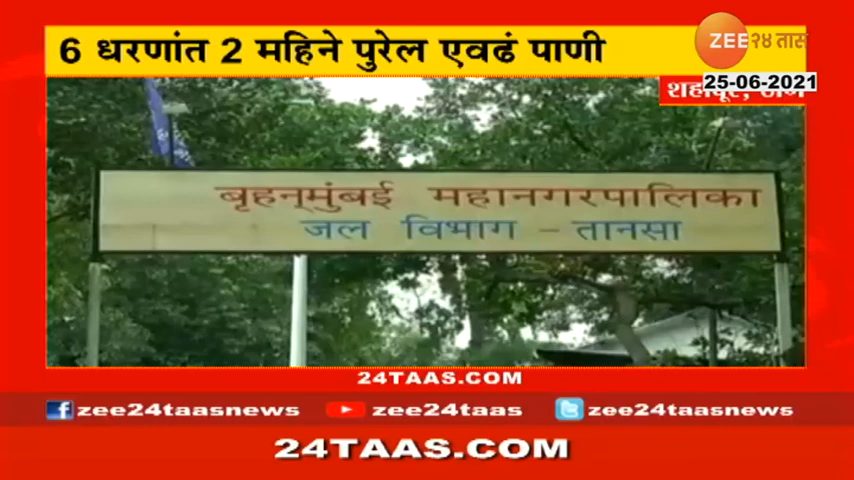 6 धरणांत 2 महिने पुरेल एवढं पाणी
ZEE २४ तास
25-06-2021
बृहन्मुंबई महानगरपालिका
जल विभाग – तानसा
24TAAS.COM
zee24taasnews
zee24taas
zee24taasnews
24TAAS.COM